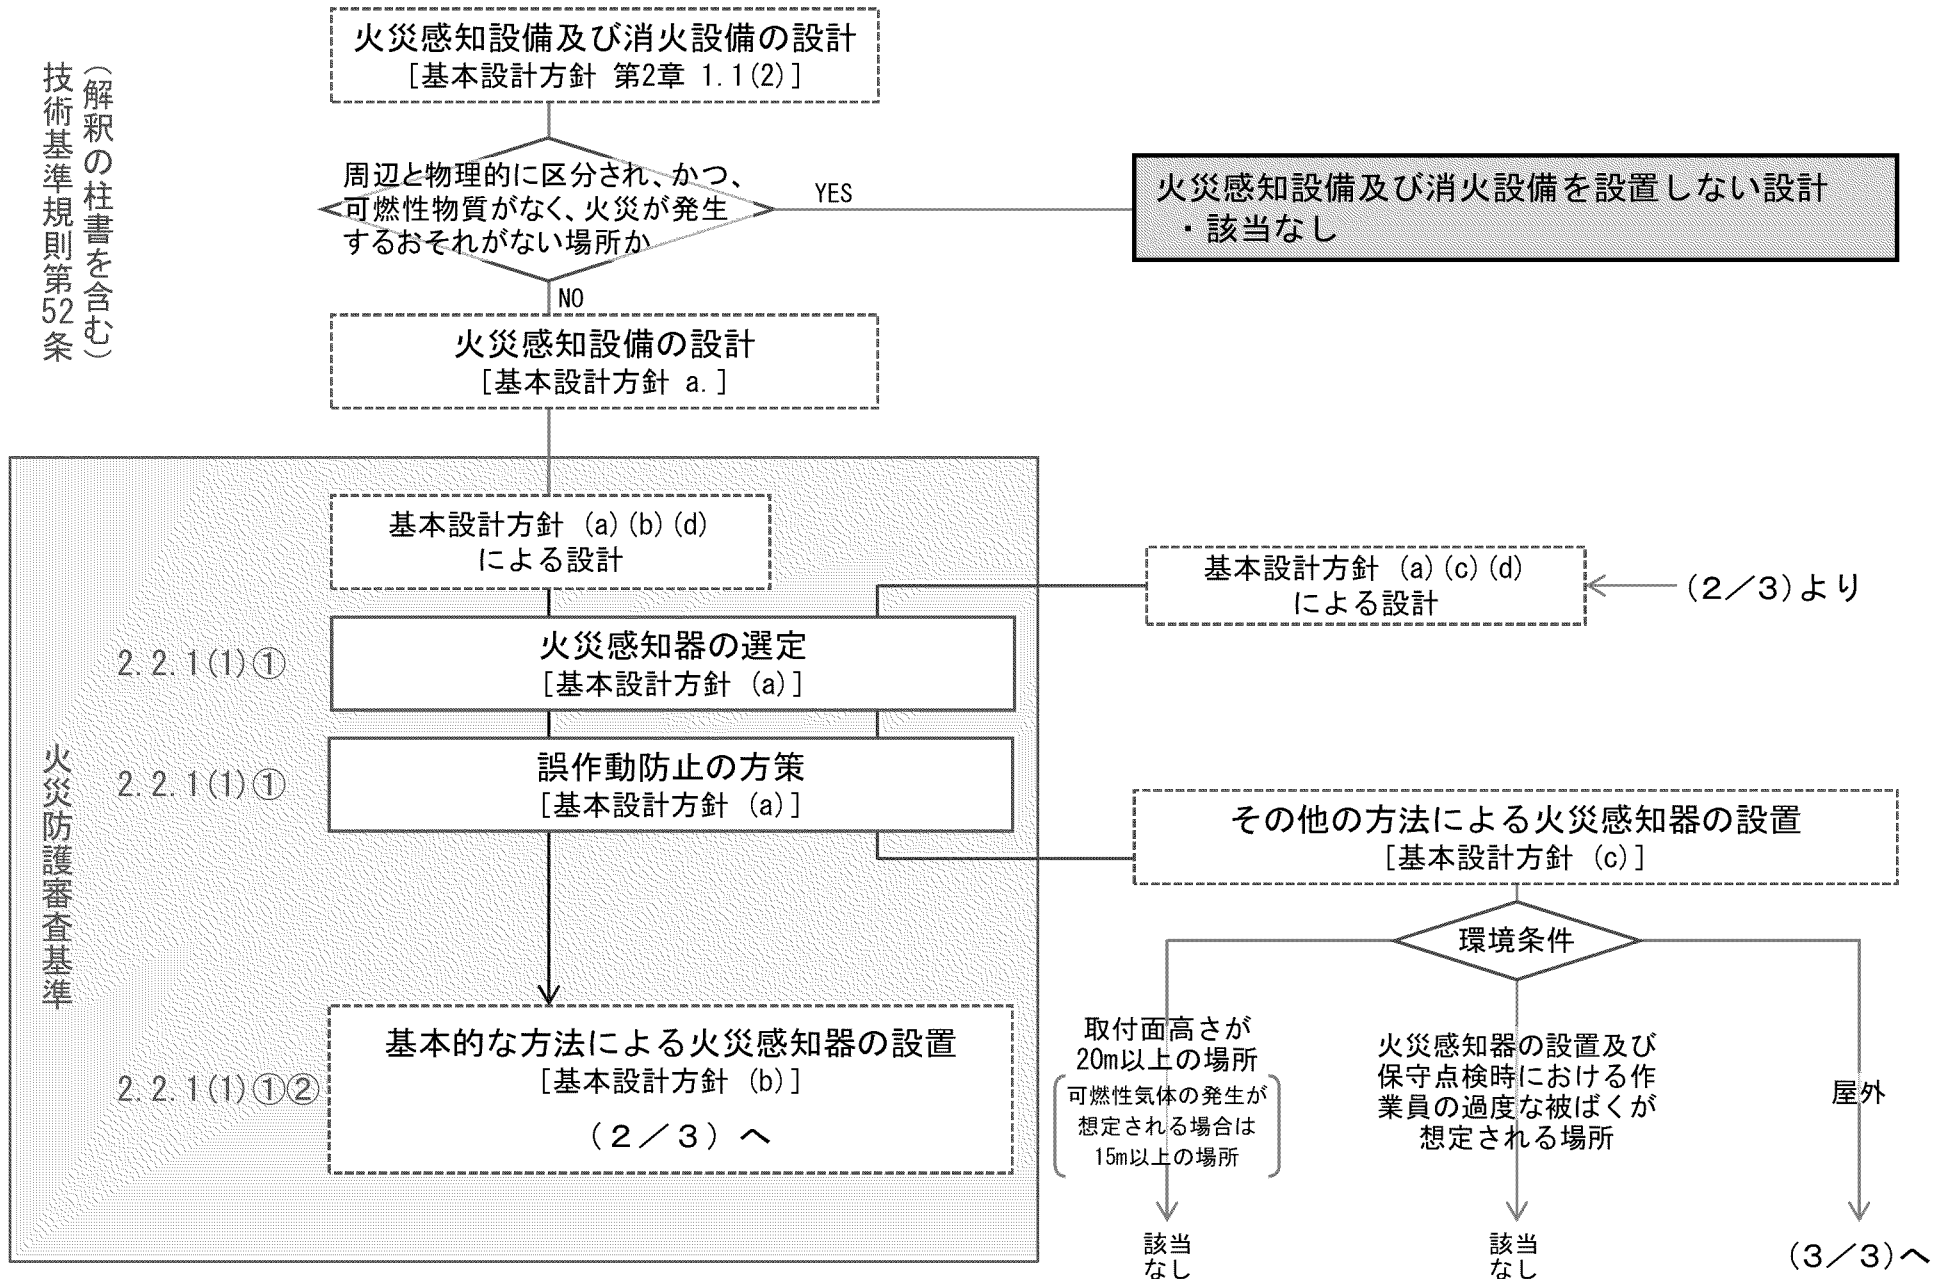 火災感知設備及び消火設備の設計
[基本設計方針 第2章 1.1(2)]
技術基準規則第52条
(解釈の柱書を含む)
周辺と物理的に区分され、かつ、
可燃性物質がなく、火災が発生
するおそれがない場所か
YES
火災感知設備及び消火設備を設置しない設計
・該当なし
NO
火災感知設備の設計
[基本設計方針 a.]
火災防護審査基準
基本設計方針 (a)(b)(d)
による設計
基本設計方針 (a)(c)(d)
による設計
(2/3)より
2.2.1(1)①
火災感知器の選定
[基本設計方針 (a)]
2.2.1(1)①
誤作動防止の方策
[基本設計方針 (a)]
その他の方法による火災感知器の設置
[基本設計方針 (c)]
環境条件
2.2.1(1)①②
基本的な方法による火災感知器の設置
[基本設計方針 (b)]
(2/3) へ
取付面高さが
20m以上の場所
可燃性気体の発生が
想定される場合は
15m以上の場所
火災感知器の設置及び
保守点検時における作
業員の過度な被ばくが
想定される場所
屋外
該当
なし
該当
なし
(3/3)へ